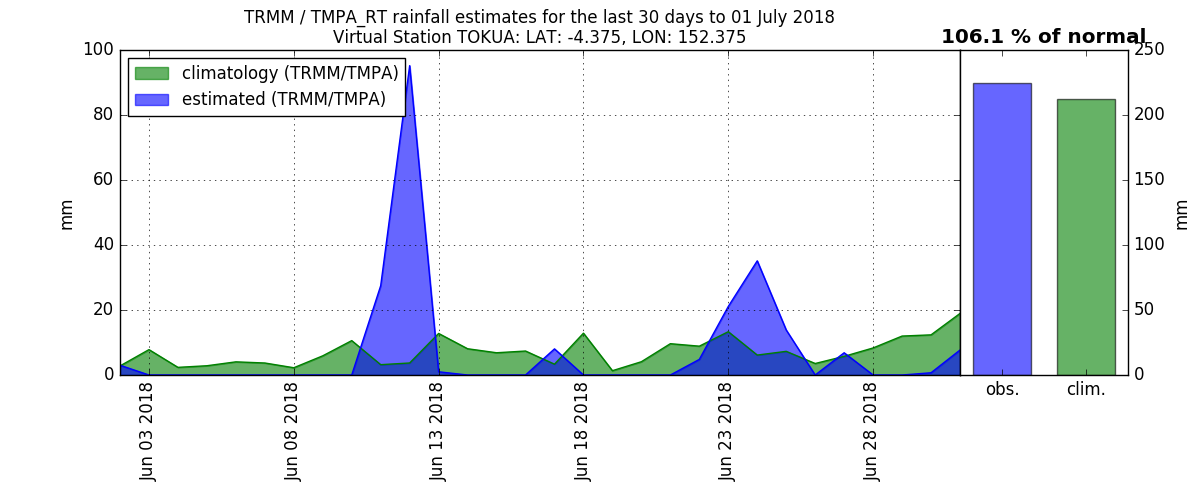 TRMM / TMPA_RT rainfall estimates for the last 30 days to 01 July 2018
Virtual Station TOKUA: LAT: -4.375, LON: 152.375
106.1 % of normal
climatology (TRMM/TMPA)
estimated (TRMM/TMPA)
100
80
60
40
20
0
mm
Jun 03 2018
Jun 08 2018
Jun 13 2018
Jun 18 2018
Jun 23 2018
Jun 28 2018
250
200
150
100
50
0
mm
obs.
clim.